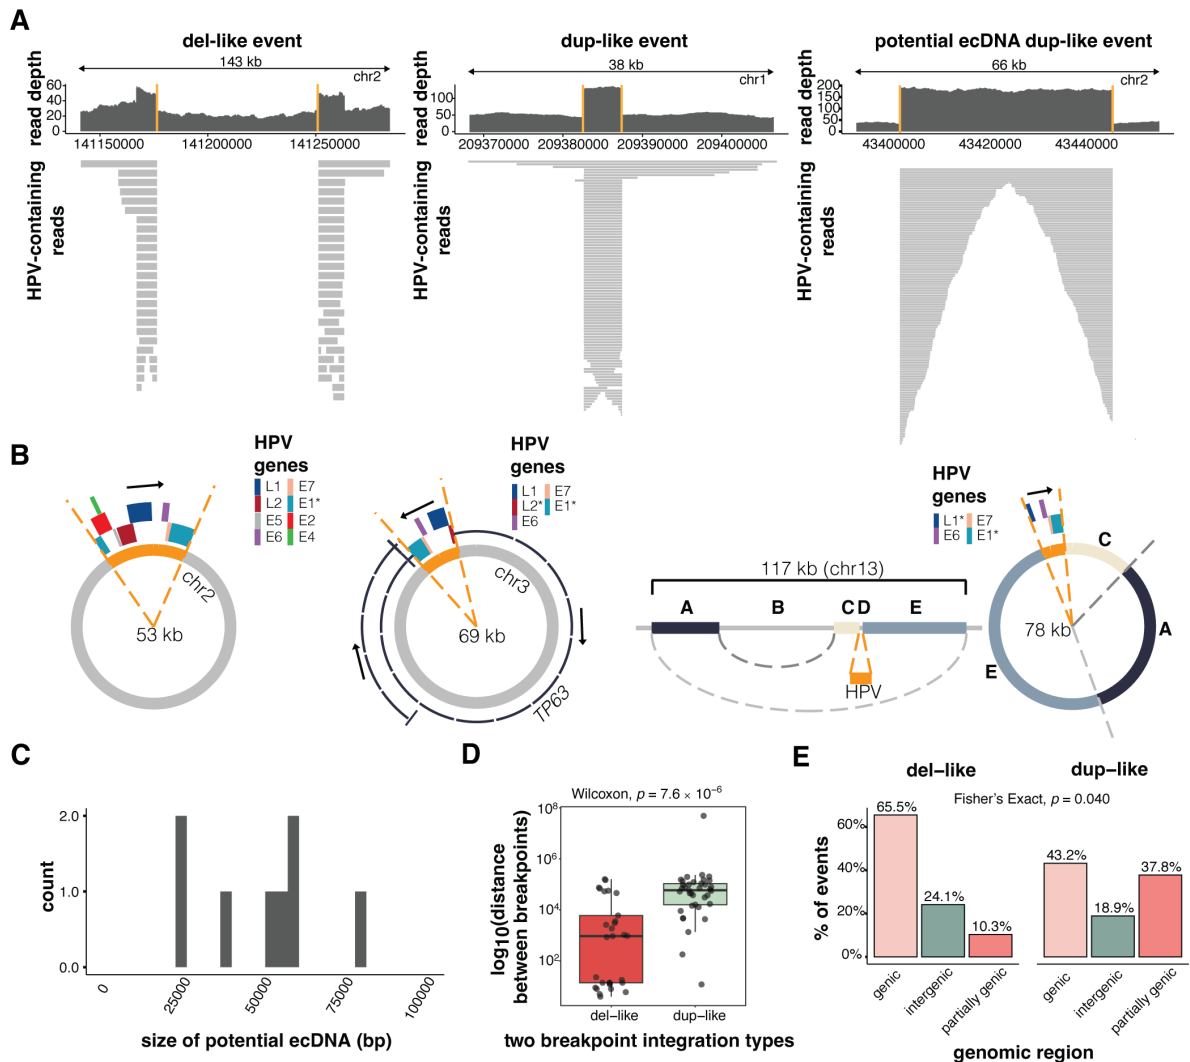 A
del-like event
143 kb
chr2
read depth
60
40
20
0
141150000 141200000 141250000
HPV-containing
reads
dup-like event
38 kb
chr1
read depth
100
50
0
209370000 209380000 209390000 209400000
HPV-containing
reads
potential ecDNA dup-like event
66 kb
chr2
read depth
200
150
100
50
0
43400000 43420000 43440000
HPV-containing
reads
B
HPV
genes
L1 E7
L2 E1*
E5 E2
E6 E4
chr2
53 kb
HPV
genes
L1 E7
L2* E1*
E6
chr3
69 kb
TP63
117 kb (chr13)
A B C D E
HPV
HPV
genes
L1* E7
E6 E1*
C
A
E
78 kb
C
count
2.0
1.0
0.0
0 25000 50000 75000 100000
size of potential ecDNA (bp)
D
Wilcoxon, p = 7.6 × 10−6
log10(distance
between breakpoints)
10^8
10^6
10^4
10^2
del−like dup−like
two breakpoint integration types
E
del−like dup−like
Fisher's Exact, p = 0.040
% of events
60%
40%
20%
0%
65.5%
24.1%
10.3%
43.2%
18.9%
37.8%
genic intergenic partially genic
genic intergenic partially genic
genomic region